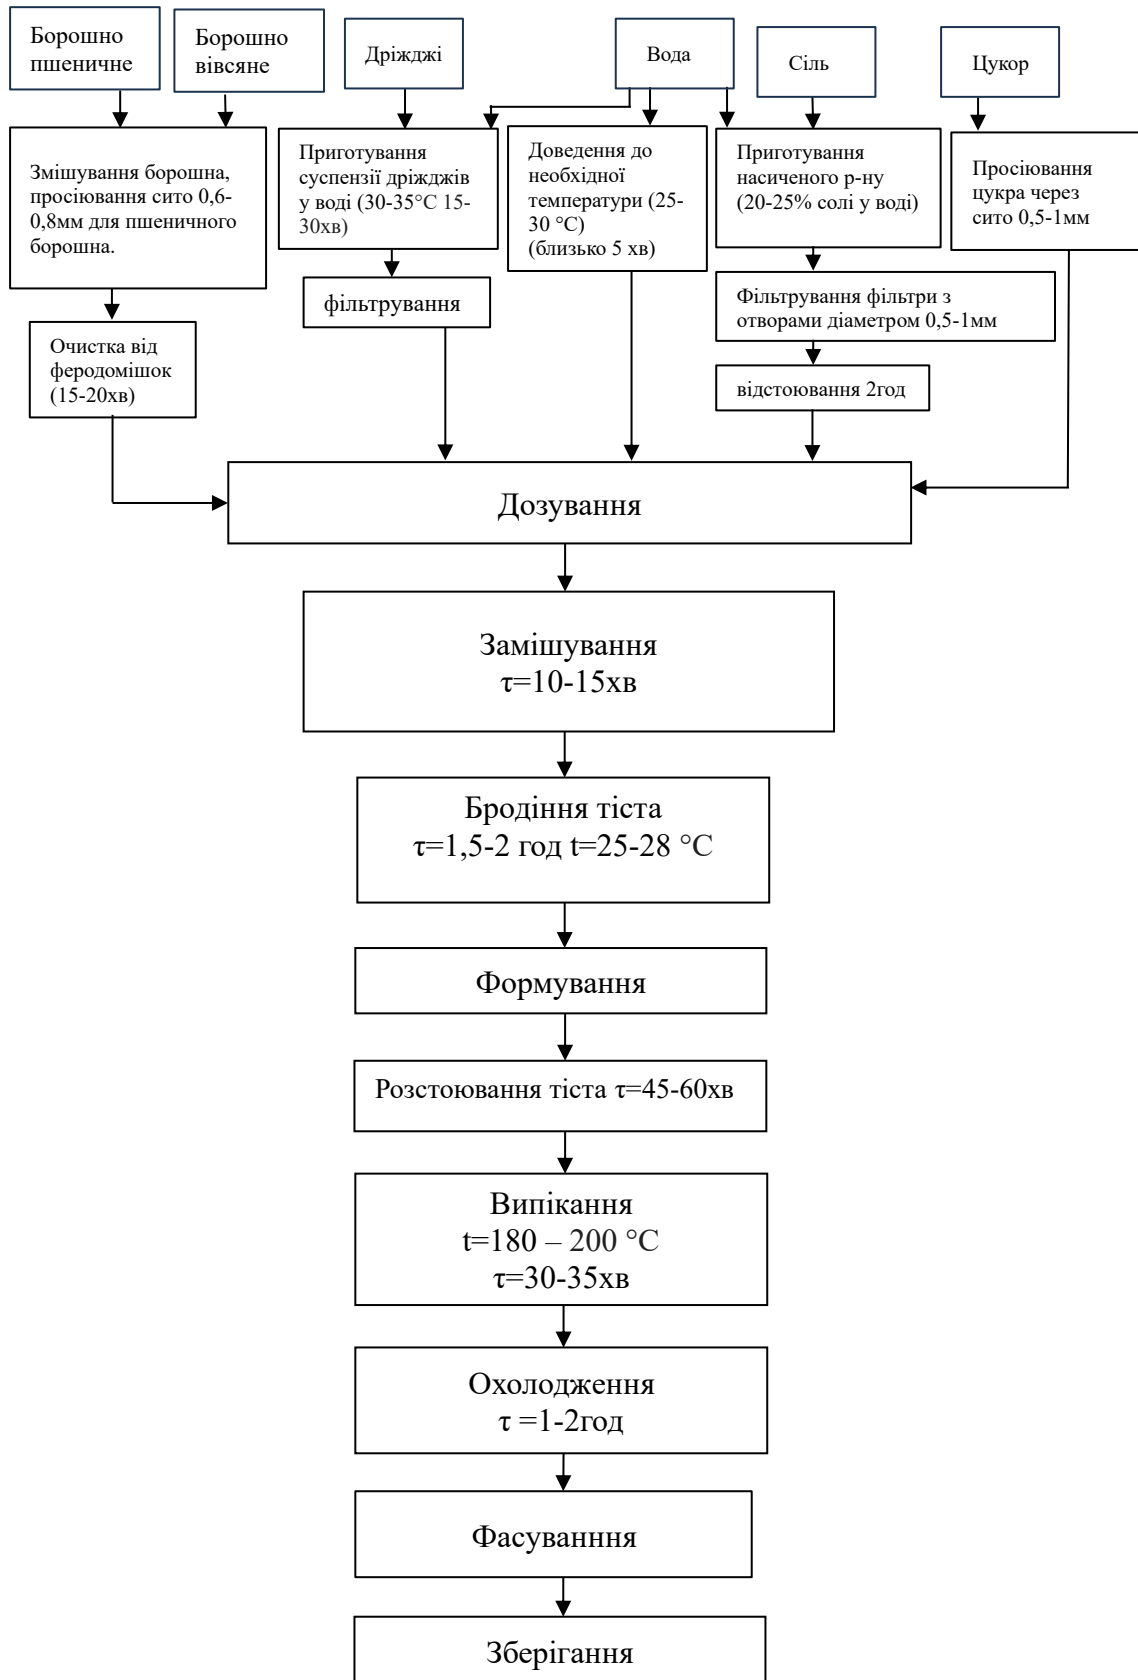 Борошно
пшеничне
Борошно
вівсяне
Дріжджі
Вода
Сіль
Цукор
Змішування борошна,
просіювання сито 0,6-
0,8мм для пшеничного
борошна.
Приготування
суспензії дріжджів
у воді (30-35°C 15-
30хв)
Доведення до
необхідної
температури (25-
30 °C)
(близько 5 хв)
Приготування
насиченого р-ну
(20-25% солі у воді)
Просіювання
цукра через
сито 0,5-1мм
фільтрування
Фільтрування фільтри з
отворами діаметром 0,5-1мм
Очистка від
феродомішок
(15-20хв)
відстоювання 2год
Дозування
Замішування
τ=10-15хв
Бродіння тіста
τ=1,5-2 год t=25-28 °C
Формування
Розстоювання тіста τ=45-60хв
Випікання
t=180 – 200 °C
τ=30-35хв
Охолодження
τ =1-2год
Фасуванння
Зберігання